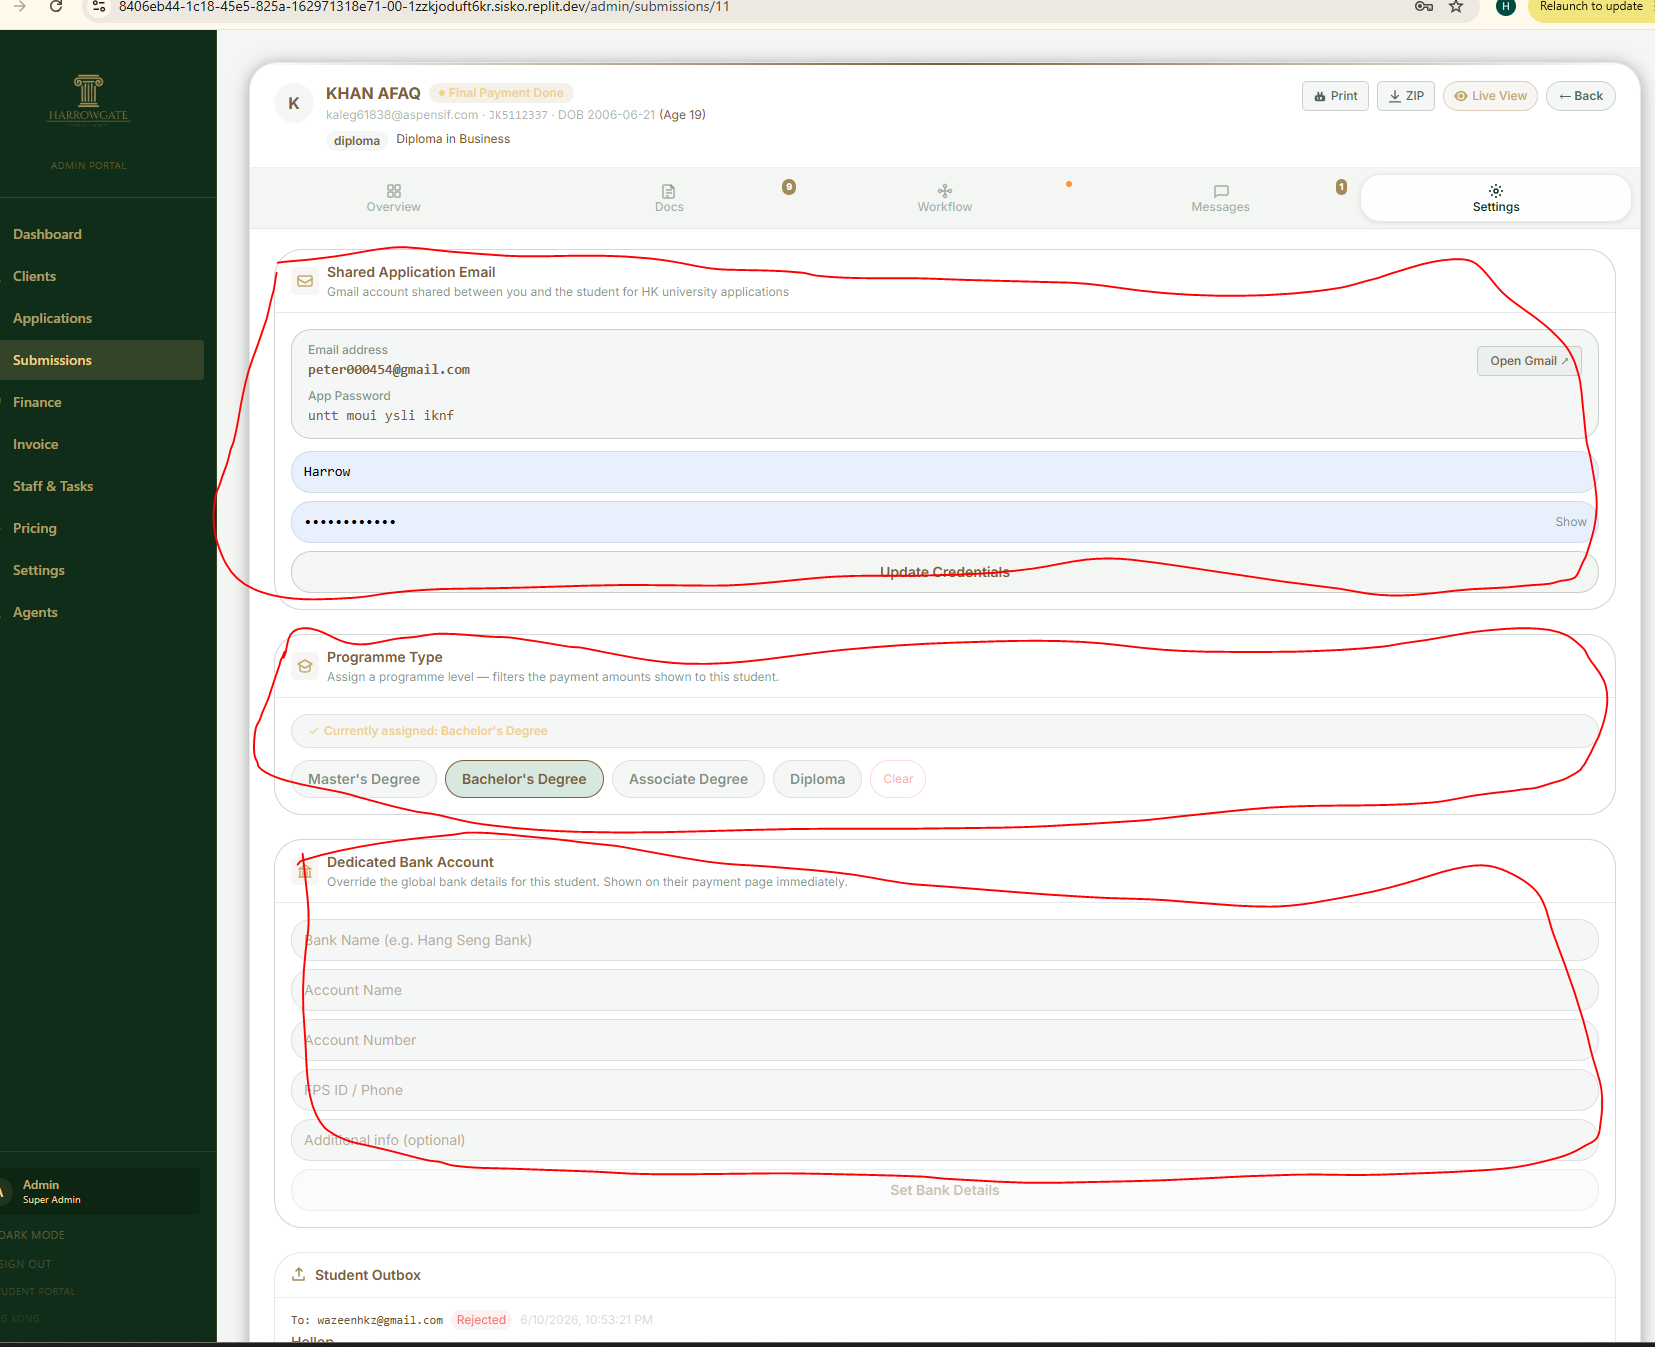 8406eb44-1c18-45e5-825a-162971318e71-00-1zzkjoduft6kr.sisko.replit.dev/admin/submissions/11
H
Relaunch to update
HARROWGATE
ADMIN PORTAL
Dashboard
Clients
Applications
Submissions
Finance
Invoice
Staff & Tasks
Pricing
Settings
Agents
Admin
Super Admin
DARK MODE
SIGN OUT
TUDENT PORTAL
G KONG
K
KHAN AFAQ
Final Payment Done
kaleg61838@aspensif.com · JK5112337 · DOB 2006-06-21 (Age 19)
diploma Diploma in Business
Print
ZIP
Live View
←Back
Overview
Docs
9
Workflow
Messages
1
Settings
Shared Application Email
Gmail account shared between you and the student for HK university applications
Email address
peter000454@gmail.com
Open Gmail ↗
App Password
untt moui ysli iknf
Harrow
••••••••••••
Show
Update Credentials
Programme Type
Assign a programme level — filters the payment amounts shown to this student.
✓ Currently assigned: Bachelor's Degree
Master's Degree
Bachelor's Degree
Associate Degree
Diploma
Clear
Dedicated Bank Account
Override the global bank details for this student. Shown on their payment page immediately.
Bank Name (e.g. Hang Seng Bank)
Account Name
Account Number
FPS ID / Phone
Additional info (optional)
Set Bank Details
Student Outbox
To: wazeenhkz@gmail.com Rejected 6/10/2026, 10:53:21 PM